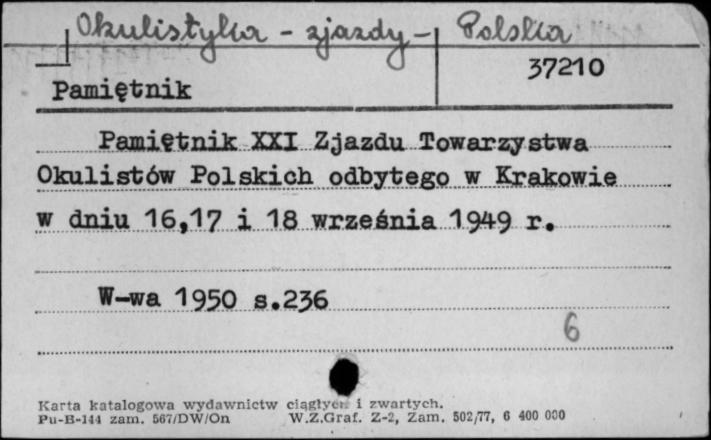 Okulistyka - zjazdy - Polska
37210
Pamiętnik
Pamiętnik XXI Zjazdu Towarzystwa
Okulistów Polskich odbytego w Krakowie
w dniu 16,17 i 18 września 1949 r.
W-wa 1950 s.236
6
Karta katalogowa wydawnictw ciągłych i zwartych.
Pu-B-144 zam. 567/DW/On W.Z.Graf. Z-2, Zam. 502/77, 6 400 000